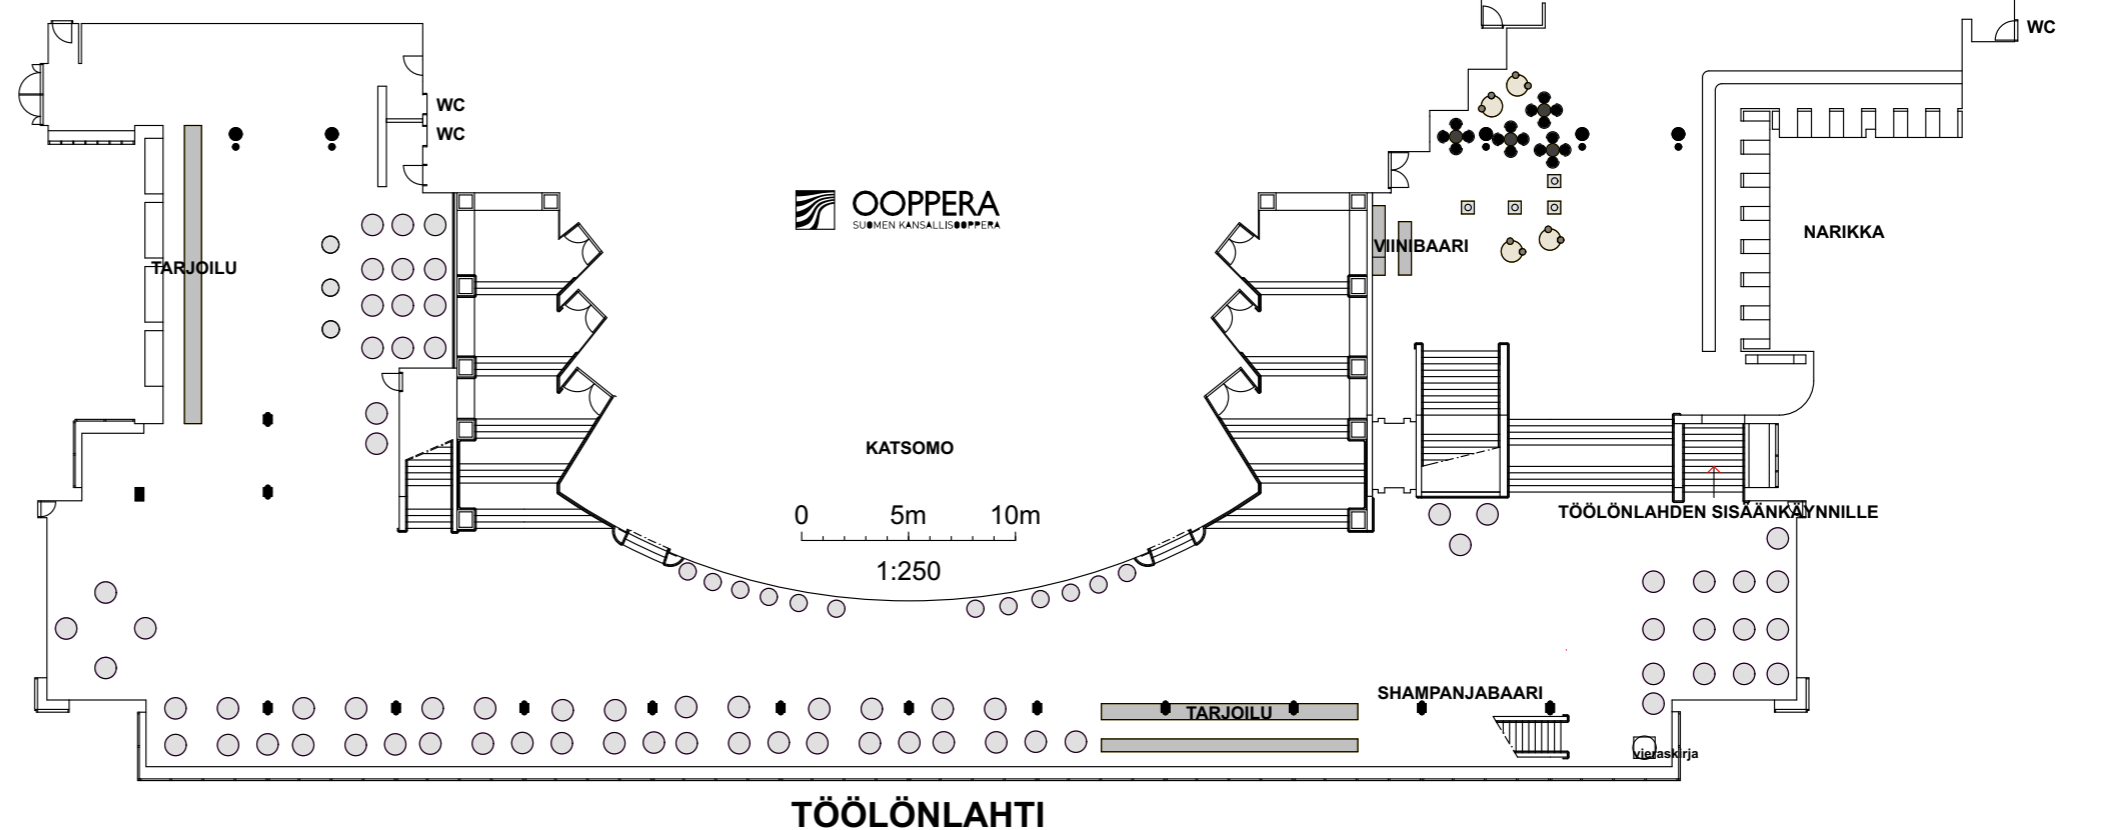 WC
WC
WC
OOPPERA
SUOMEN KANSALLISOOPPERA
TARJOILU
VIINIBAARI
NARIKKA
KATSOMO
0 5m 10m
1:250
TÖÖLÖNLAHDEN SISÄÄNKÄYNNILLE
SHAMPANJABAARI
TARJOILU
vieraskirja
TÖÖLÖNLAHTI